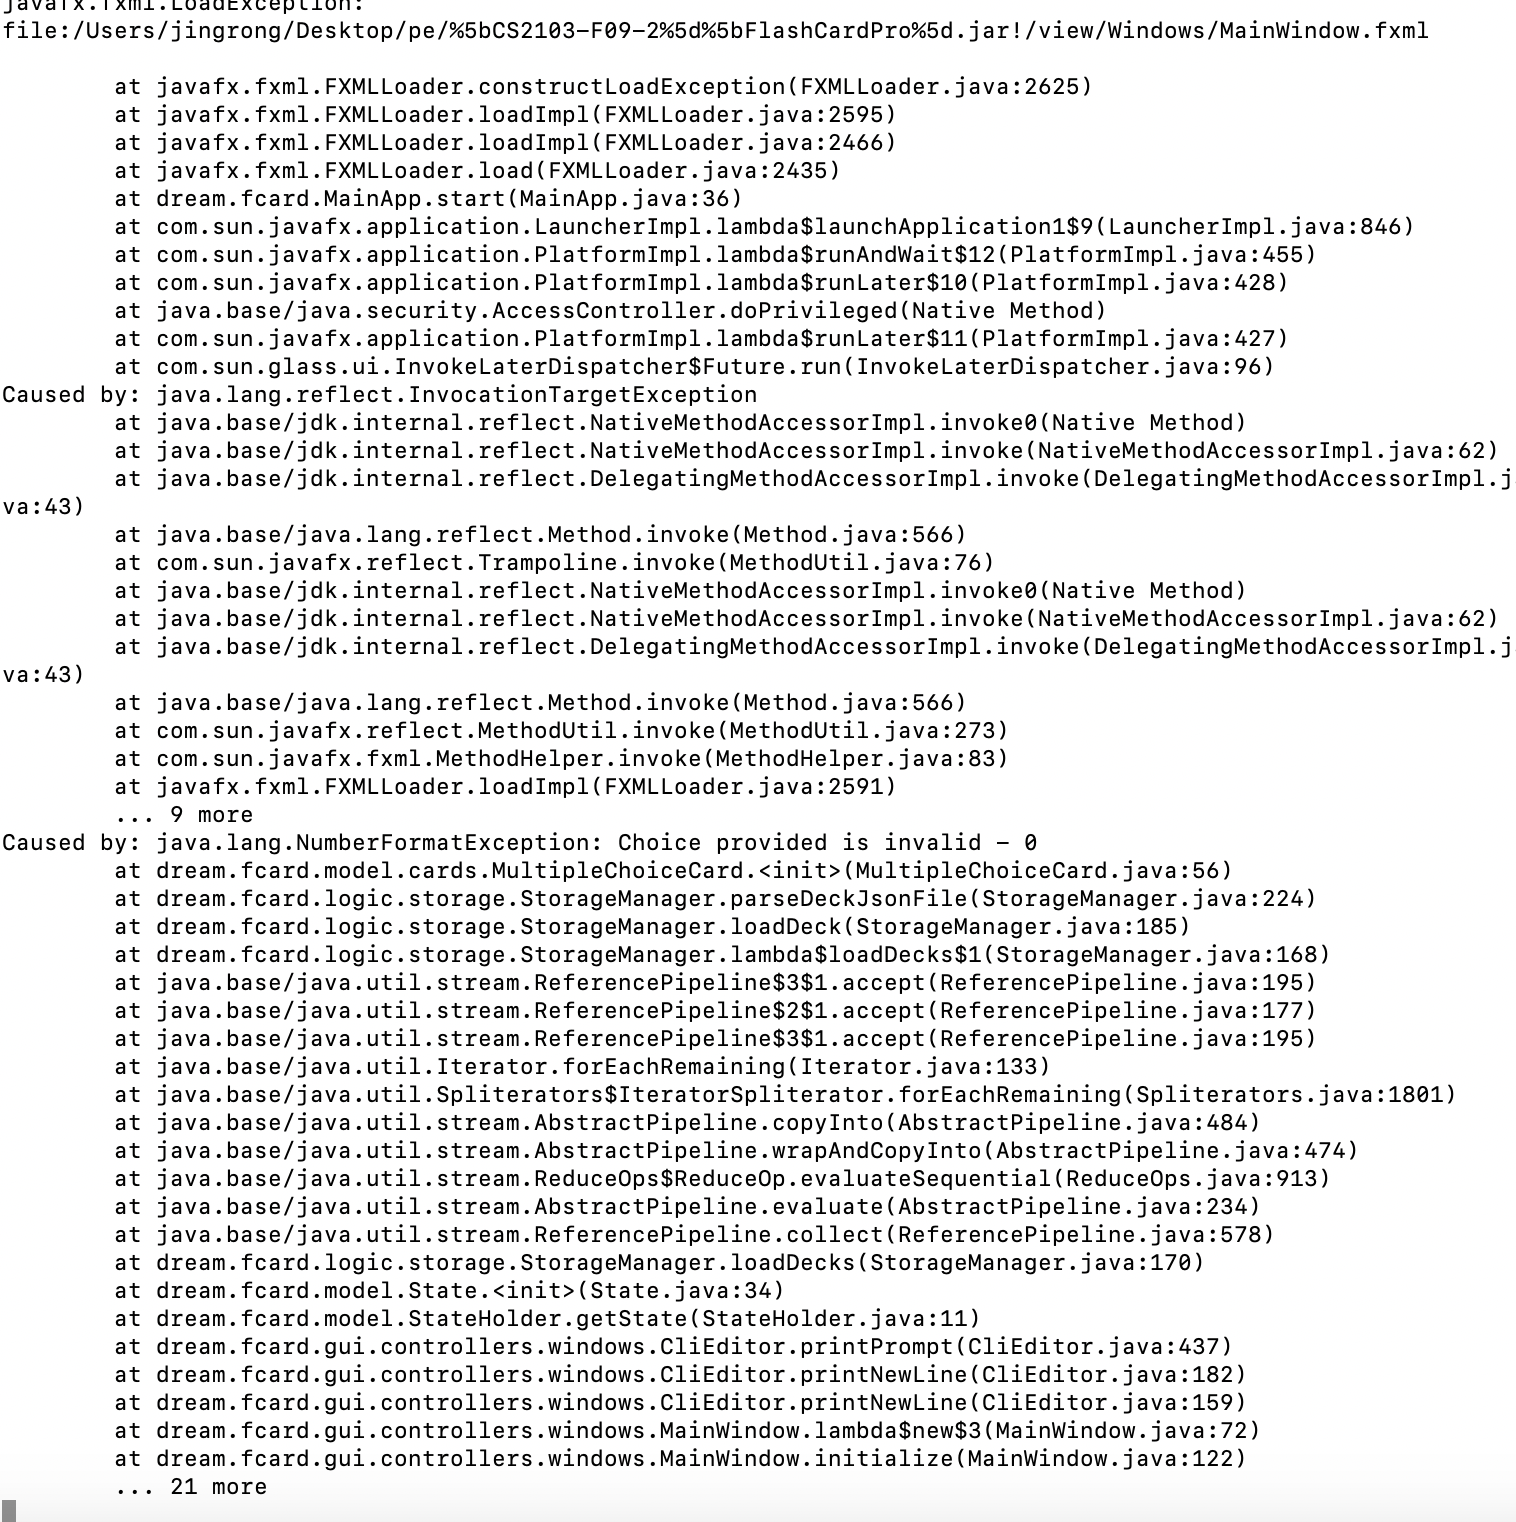 javafx.fxml.LoadException:
file:/Users/jingrong/Desktop/pe/%5bCS2103-F09-2%5d%5bFlashCardPro%5d.jar!/view/Windows/MainWindow.fxml
at javafx.fxml.FXMLLoader.constructLoadException(FXMLLoader.java:2625)
at javafx.fxml.FXMLLoader.loadImpl(FXMLLoader.java:2595)
at javafx.fxml.FXMLLoader.loadImpl(FXMLLoader.java:2466)
at javafx.fxml.FXMLLoader.load(FXMLLoader.java:2435)
at dream.fcard.MainApp.start(MainApp.java:36)
at com.sun.javafx.application.LauncherImpl.lambda$launchApplication1$9(LauncherImpl.java:846)
at com.sun.javafx.application.PlatformImpl.lambda$runAndWait$12(PlatformImpl.java:455)
at com.sun.javafx.application.PlatformImpl.lambda$runLater$10(PlatformImpl.java:428)
at java.base/java.security.AccessController.doPrivileged(Native Method)
at com.sun.javafx.application.PlatformImpl.lambda$runLater$11(PlatformImpl.java:427)
at com.sun.glass.ui.InvokeLaterDispatcher$Future.run(InvokeLaterDispatcher.java:96)
Caused by: java.lang.reflect.InvocationTargetException
at java.base/jdk.internal.reflect.NativeMethodAccessorImpl.invoke0(Native Method)
at java.base/jdk.internal.reflect.NativeMethodAccessorImpl.invoke(NativeMethodAccessorImpl.java:62)
at java.base/jdk.internal.reflect.DelegatingMethodAccessorImpl.invoke(DelegatingMethodAccessorImpl.j
va:43)
at java.base/java.lang.reflect.Method.invoke(Method.java:566)
at com.sun.javafx.reflect.Trampoline.invoke(MethodUtil.java:76)
at java.base/jdk.internal.reflect.NativeMethodAccessorImpl.invoke0(Native Method)
at java.base/jdk.internal.reflect.NativeMethodAccessorImpl.invoke(NativeMethodAccessorImpl.java:62)
at java.base/jdk.internal.reflect.DelegatingMethodAccessorImpl.invoke(DelegatingMethodAccessorImpl.j
va:43)
at java.base/java.lang.reflect.Method.invoke(Method.java:566)
at com.sun.javafx.reflect.MethodUtil.invoke(MethodUtil.java:273)
at com.sun.javafx.fxml.MethodHelper.invoke(MethodHelper.java:83)
at javafx.fxml.FXMLLoader.loadImpl(FXMLLoader.java:2591)
... 9 more
Caused by: java.lang.NumberFormatException: Choice provided is invalid - 0
at dream.fcard.model.cards.MultipleChoiceCard.<init>(MultipleChoiceCard.java:56)
at dream.fcard.logic.storage.StorageManager.parseDeckJsonFile(StorageManager.java:224)
at dream.fcard.logic.storage.StorageManager.loadDeck(StorageManager.java:185)
at dream.fcard.logic.storage.StorageManager.lambda$loadDecks$1(StorageManager.java:168)
at java.base/java.util.stream.ReferencePipeline$3$1.accept(ReferencePipeline.java:195)
at java.base/java.util.stream.ReferencePipeline$2$1.accept(ReferencePipeline.java:177)
at java.base/java.util.stream.ReferencePipeline$3$1.accept(ReferencePipeline.java:195)
at java.base/java.util.Iterator.forEachRemaining(Iterator.java:133)
at java.base/java.util.Spliterators$IteratorSpliterator.forEachRemaining(Spliterators.java:1801)
at java.base/java.util.stream.AbstractPipeline.copyInto(AbstractPipeline.java:484)
at java.base/java.util.stream.AbstractPipeline.wrapAndCopyInto(AbstractPipeline.java:474)
at java.base/java.util.stream.ReduceOps$ReduceOp.evaluateSequential(ReduceOps.java:913)
at java.base/java.util.stream.AbstractPipeline.evaluate(AbstractPipeline.java:234)
at java.base/java.util.stream.ReferencePipeline.collect(ReferencePipeline.java:578)
at dream.fcard.logic.storage.StorageManager.loadDecks(StorageManager.java:170)
at dream.fcard.model.State.<init>(State.java:34)
at dream.fcard.model.StateHolder.getState(StateHolder.java:11)
at dream.fcard.gui.controllers.windows.CliEditor.printPrompt(CliEditor.java:437)
at dream.fcard.gui.controllers.windows.CliEditor.printNewLine(CliEditor.java:182)
at dream.fcard.gui.controllers.windows.CliEditor.printNewLine(CliEditor.java:159)
at dream.fcard.gui.controllers.windows.MainWindow.lambda$new$3(MainWindow.java:72)
at dream.fcard.gui.controllers.windows.MainWindow.initialize(MainWindow.java:122)
... 21 more